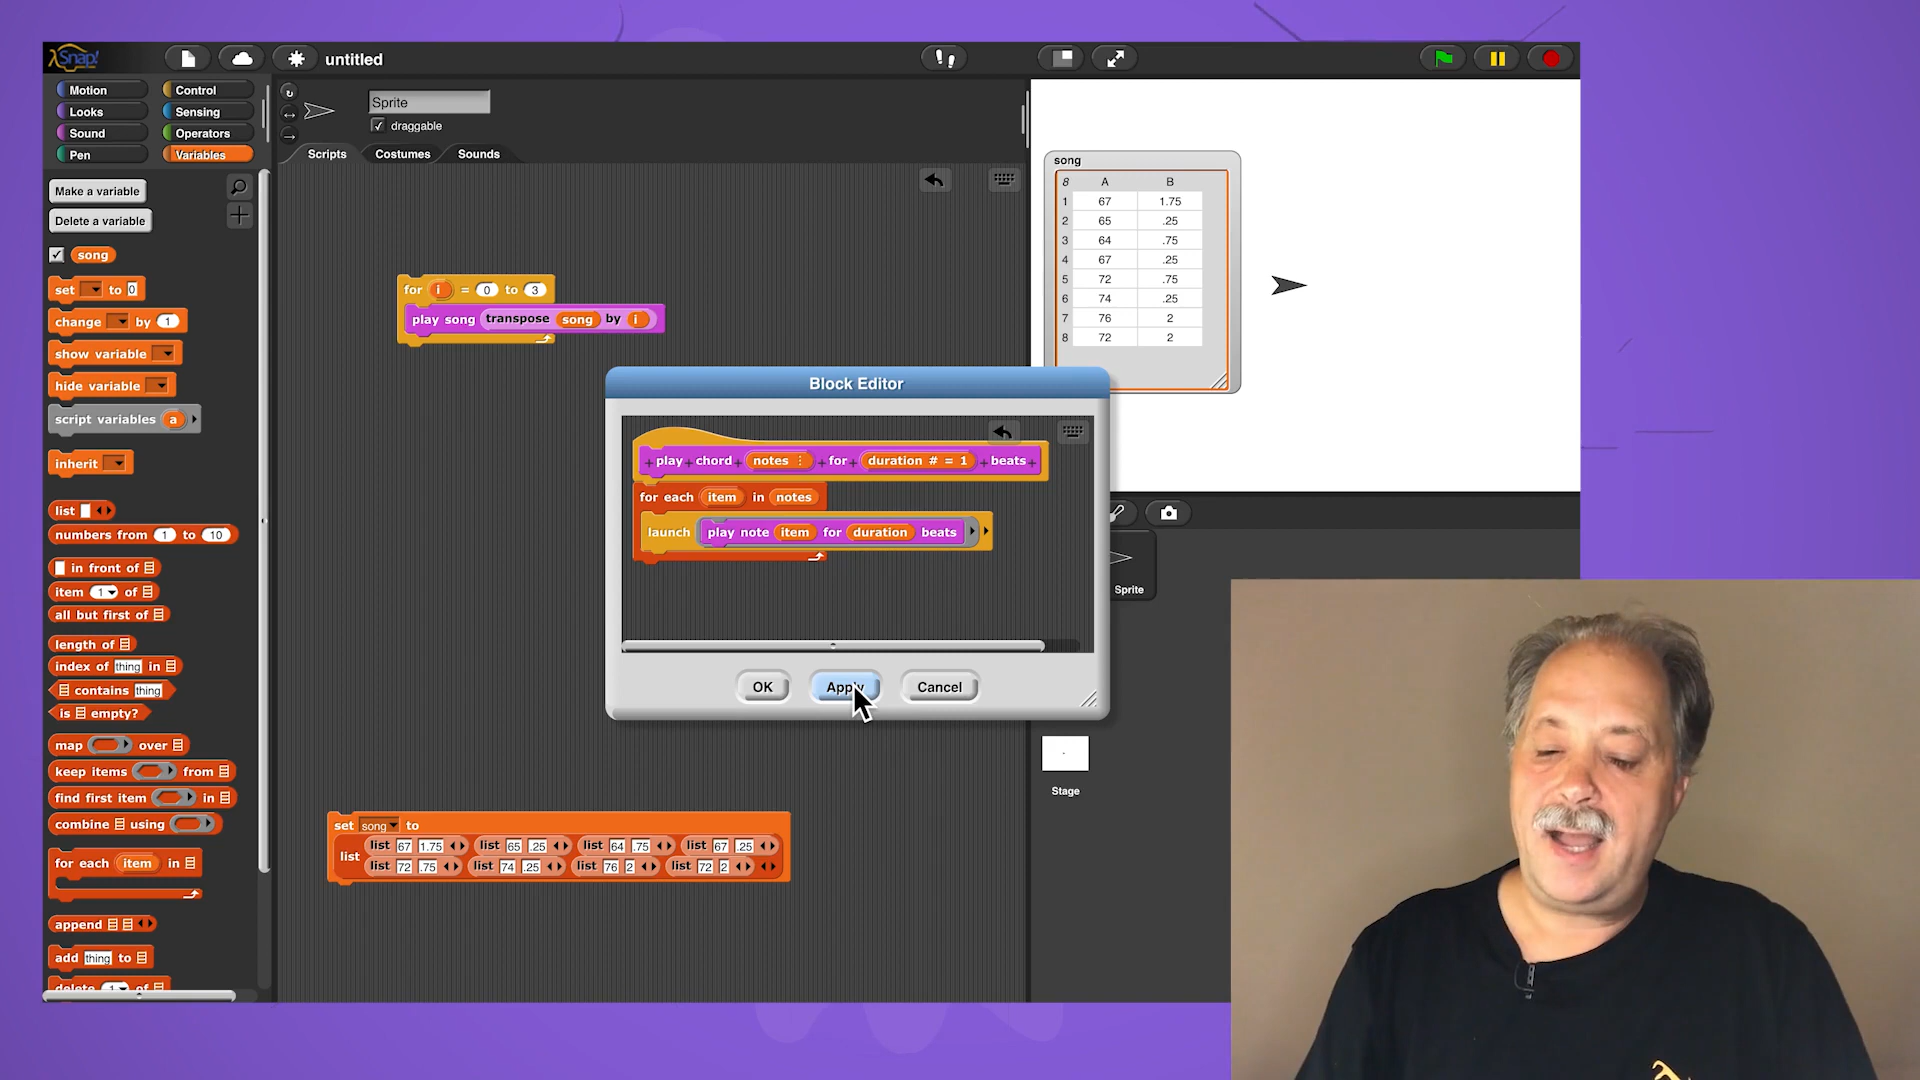 λSnap!
untitled
Motion
Control
Looks
Sensing
Sound
Operators
Pen
Variables
Make a variable
Delete a variable
song
set to 0
change by 1
show variable
hide variable
script variables a
inherit
list
numbers from 1 to 10
in front of
item 1 of
all but first of
length of
index of thing in
contains thing
is empty?
map over
keep items from
find first item in
combine using
for each item in
append
add thing to
Sprite
draggable
Scripts
Costumes
Sounds
for i = 0 to 3
play song transpose song by i
Block Editor
+play+ chord+ notes +for+ duration # = 1 +beats+
for each item in notes
launch play note item for duration beats
OK
Apply
Cancel
set song to
list list 67 1.75 list 65 .25 list 64 .75 list 67 .25
list 72 .75 list 74 .25 list 76 2 list 72 2
song
8 A B
1 67 1.75
2 65 .25
3 64 .75
4 67 .25
5 72 .75
6 74 .25
7 76 2
8 72 2
Sprite
Stage